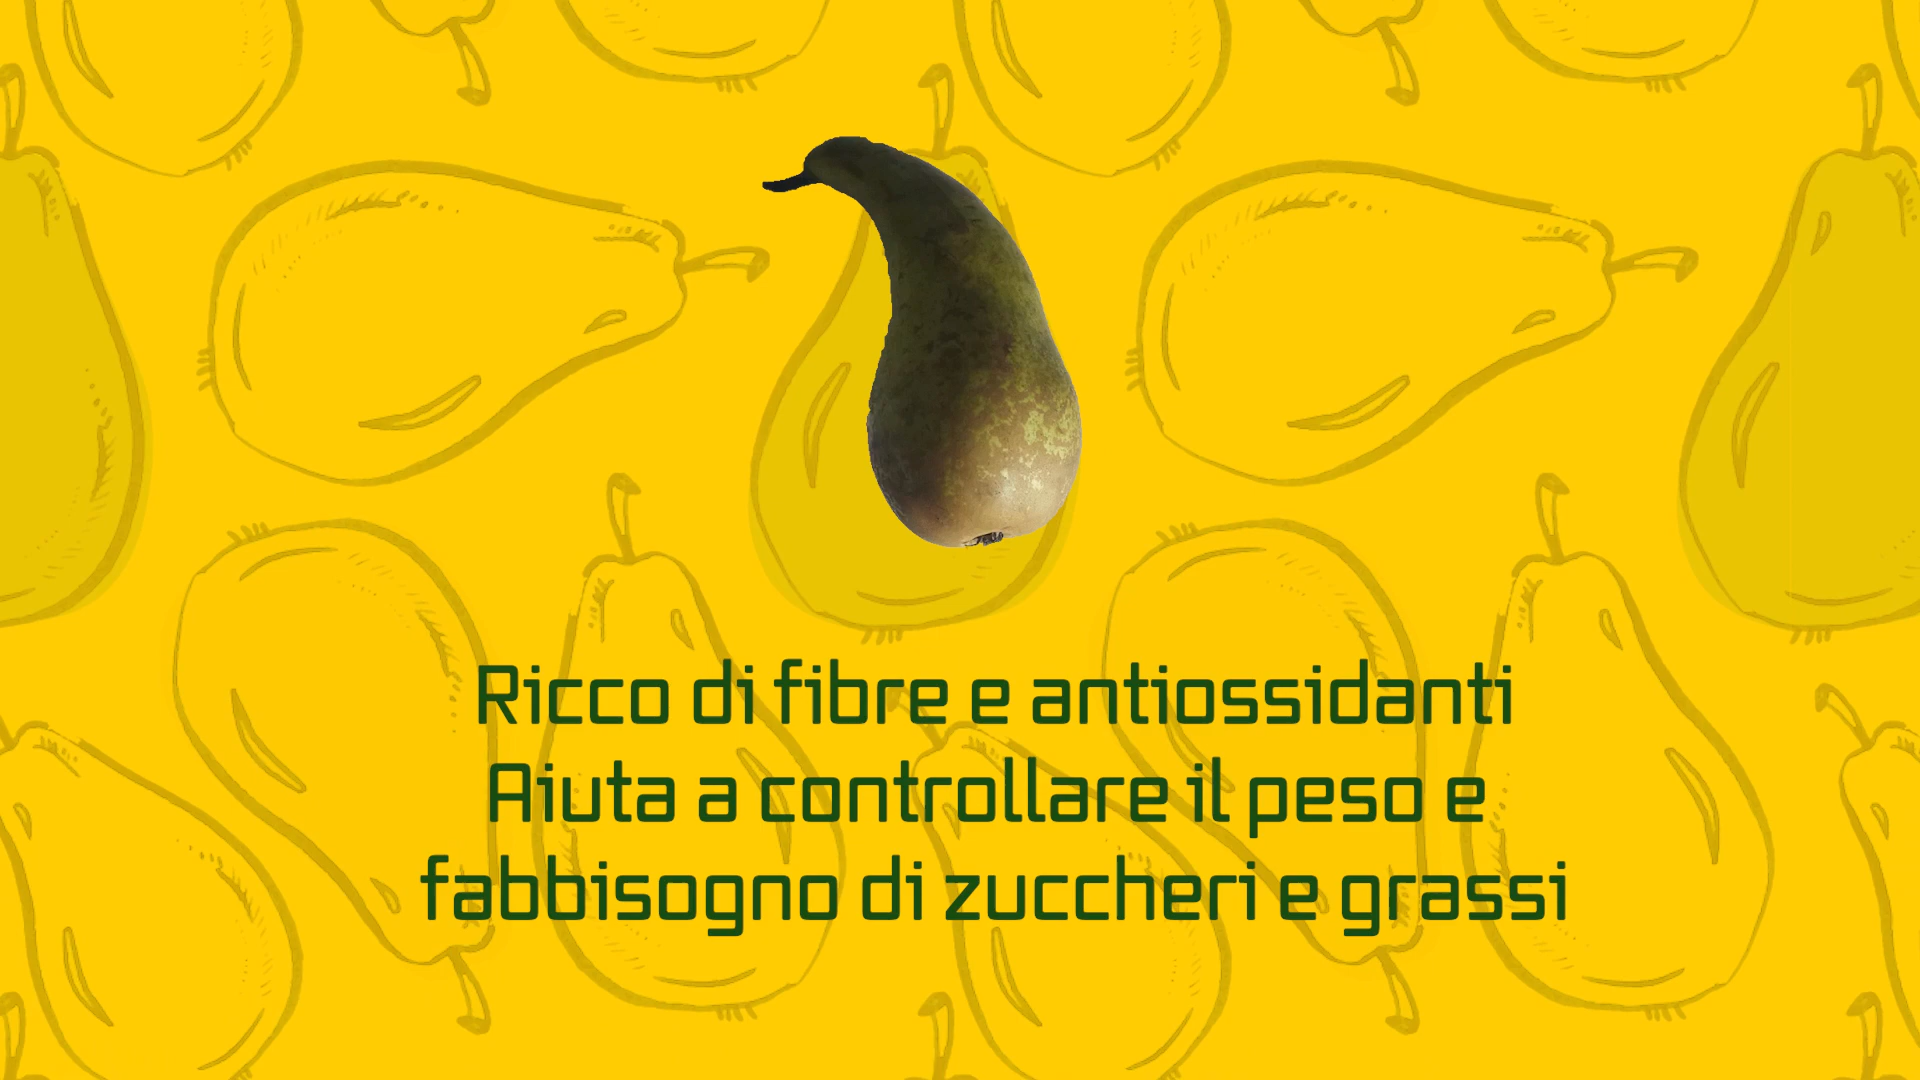 Ricco di fibre e antiossidanti
Aiuta a controllare il peso e
fabbisogno di zuccheri e grassi